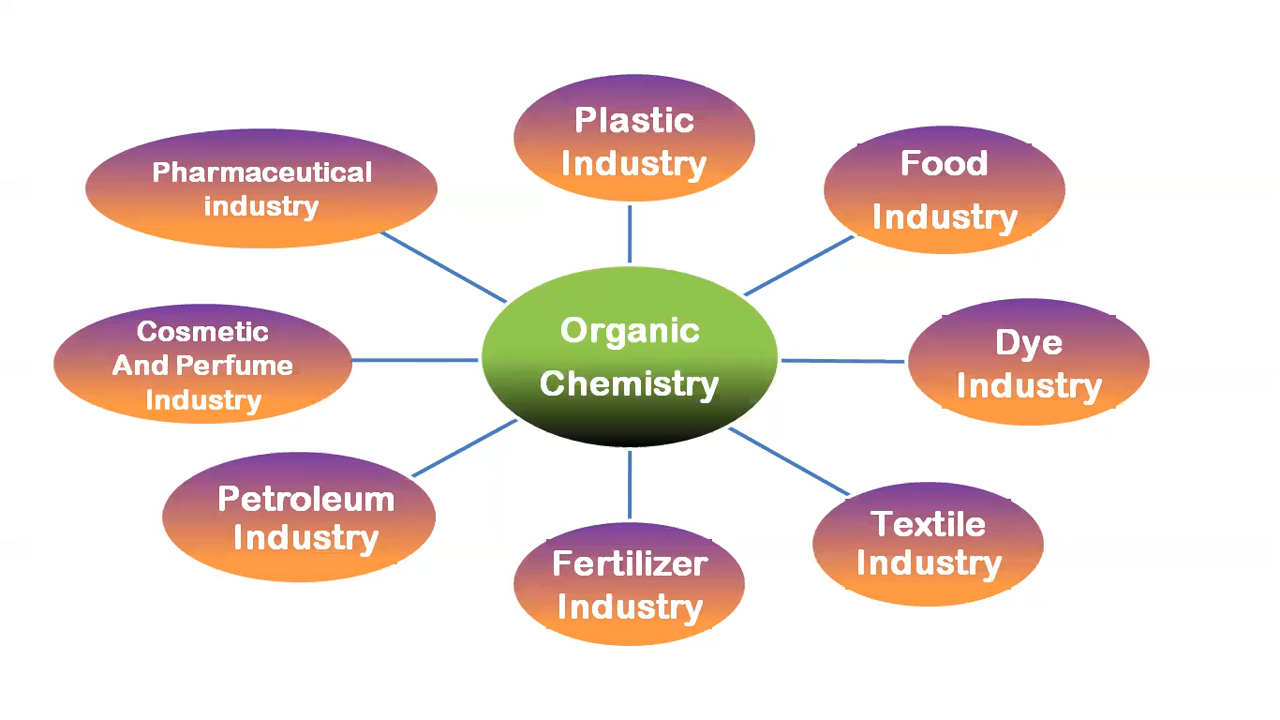 Plastic
Industry
Food
Industry
Pharmaceutical
industry
Organic
Chemistry
Dye
Industry
Cosmetic
And Perfume
Industry
Petroleum
Industry
Textile
Industry
Fertilizer
Industry